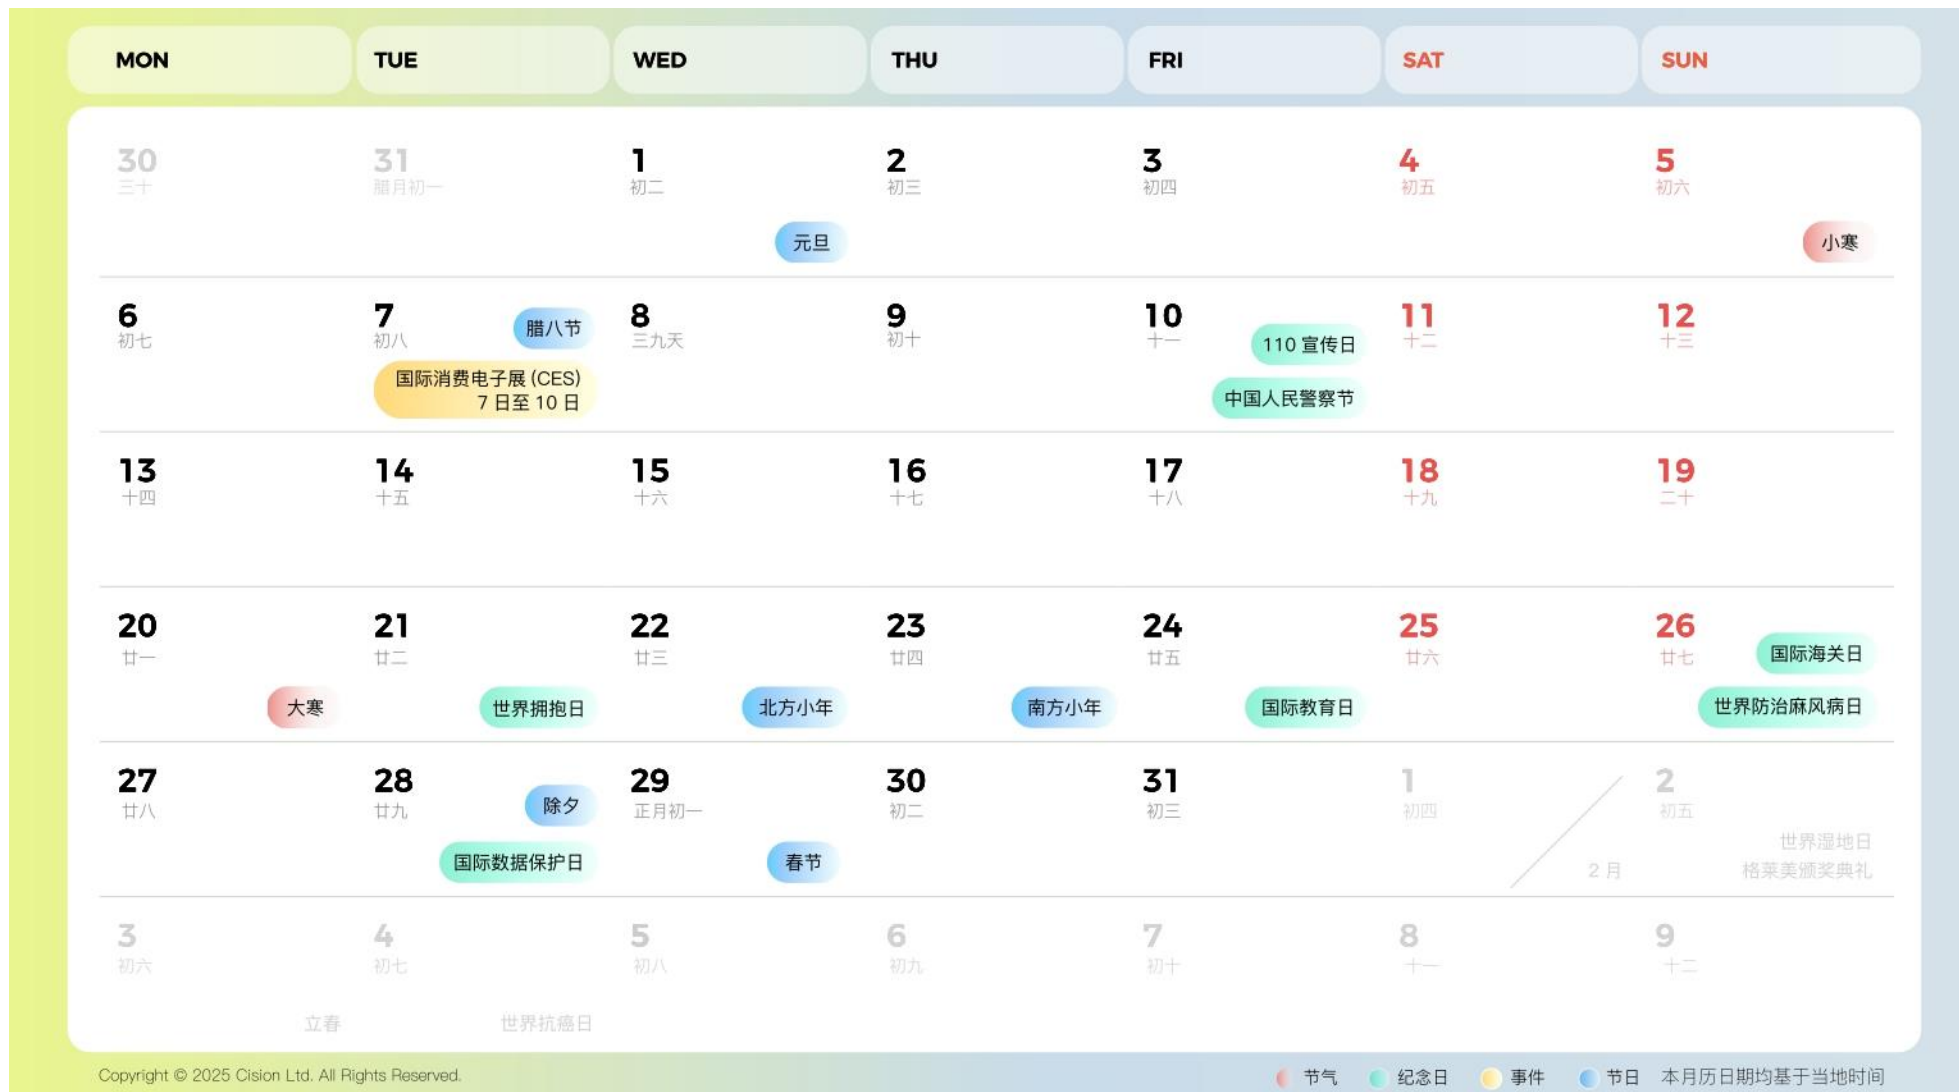 MON TUE WED THU FRI SAT SUN
30 31 1 2 3 4 5
三十 腊月初一 初二 初三 初四 初五 初六
元旦 小寒
6 7 腊八节 8 9 10 11 12
初七 初八 三九天 初十 十一 110 宣传日 十二 十三
国际消费电子展 (CES)
7 日至 10 日
中国人民警察节
13 14 15 16 17 18 19
十四 十五 十六 十七 十八 十九 二十
20 21 22 23 24 25 26
廿一 廿二 廿三 廿四 廿五 廿六 廿七 国际海关日
大寒 世界拥抱日 北方小年 南方小年 国际教育日 世界防治麻风病日
27 28 29 30 31 1 2
廿八 廿九 除夕 正月初一 初二 初三 初四 初五
世界湿地日
国际数据保护日 春节 2 月 格莱美颁奖典礼
3 4 5 6 7 8 9
初六 初七 初八 初九 初十 十一 十二
立春 世界抗癌日
Copyright © 2025 Cision Ltd. All Rights Reserved. 节气 纪念日 事件 节日 本月历日期均基于当地时间